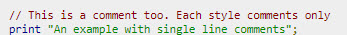 // This is a comment too. Each style comments only
print "An example with single line comments";